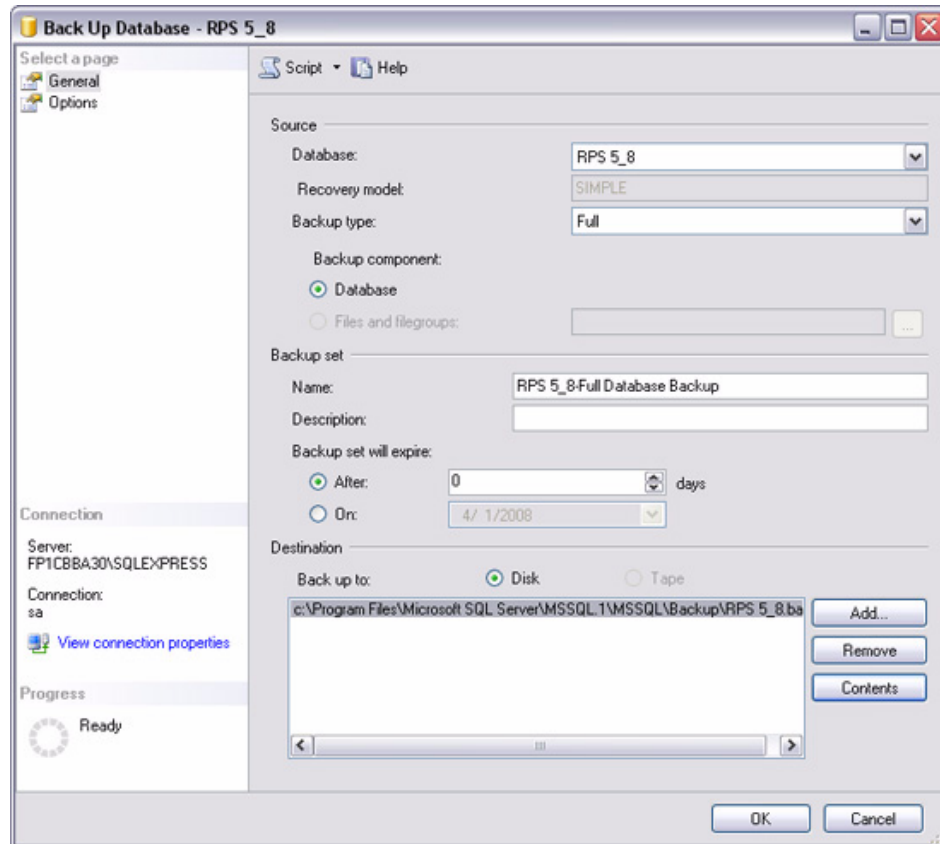 Back Up Database - RPS 5_8
Select a page
General
Options
Script Help
Source
Database: RPS 5_8
Recovery model: SIMPLE
Backup type: Full
Backup component:
Database
Files and filegroups: ...
Backup set
Name: RPS 5_8-Full Database Backup
Description:
Backup set will expire:
After: 0 days
On: 4/ 1/2008
Destination
Back up to: Disk Tape
c:\Program Files\Microsoft SQL Server\MSSQL.1\MSSQL\Backup\RPS 5_8.ba
Add...
Remove
Contents
Connection
Server:
FP1CBBA30\SQLEXPRESS
Connection:
sa
View connection properties
Progress
Ready
OK Cancel